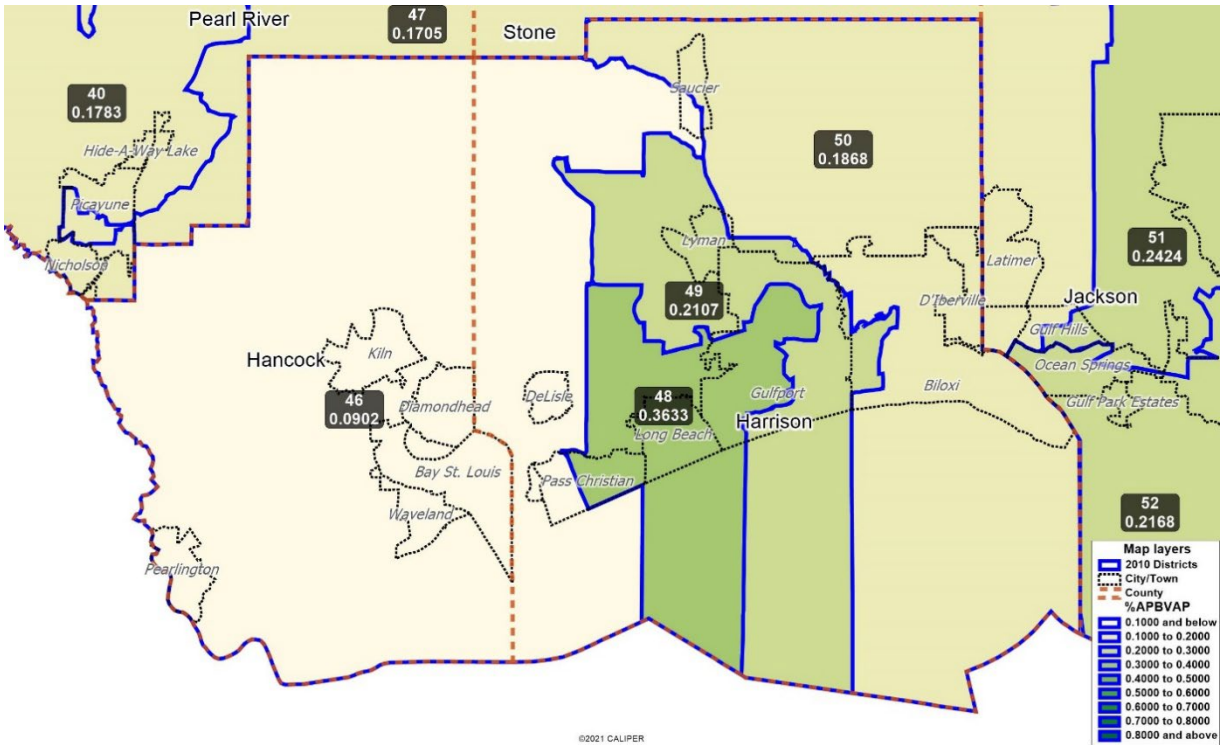 Pearl River
47
0.1705
Stone
40
0.1783
Hide-A-Way Lake
Picayune
Nicholson
Saucier
50
0.1868
Lyman
49
0.2107
Latimer
51
0.2424
D'Iberville
Jackson
Gulf Hills
Ocean Springs
Gulf Park Estates
Hancock
Kiln
46
0.0902
Diamondhead
DeLisle
48
0.3633
Gulfport
Harrison
Long Beach
Biloxi
Bay St. Louis
Pass Christian
Waveland
Pearlington
52
0.2168
Map layers
2010 Districts
City/Town
County
%APBVAP
0.1000 and below
0.1000 to 0.2000
0.2000 to 0.3000
0.3000 to 0.4000
0.4000 to 0.5000
0.5000 to 0.6000
0.6000 to 0.7000
0.7000 to 0.8000
0.8000 and above
©2021 CALIPER